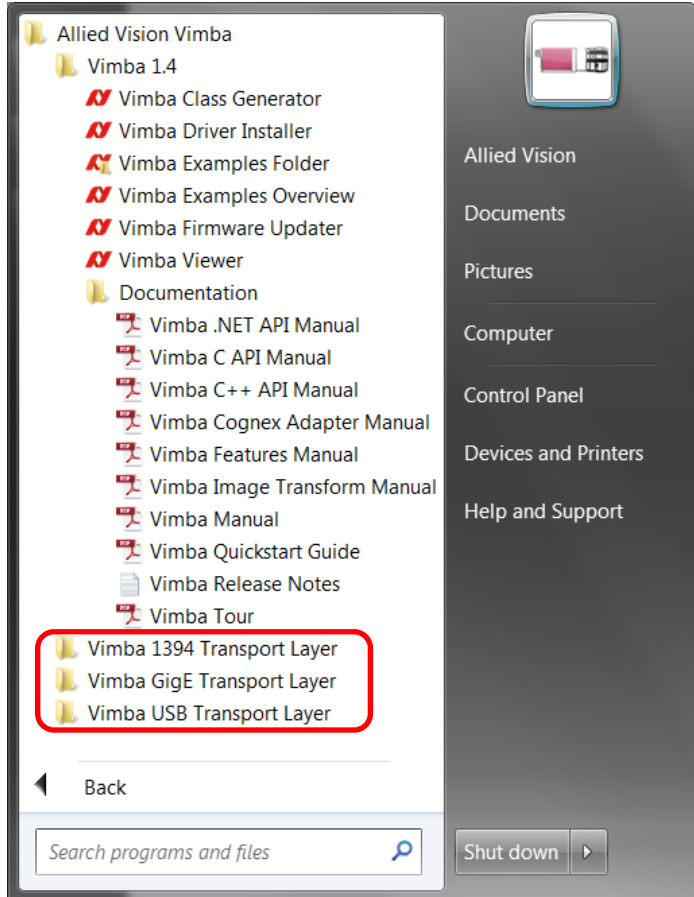 Allied Vision Vimba
Vimba 1.4
Vimba Class Generator
Vimba Driver Installer
Vimba Examples Folder
Vimba Examples Overview
Vimba Firmware Updater
Vimba Viewer
Documentation
Vimba .NET API Manual
Vimba C API Manual
Vimba C++ API Manual
Vimba Cognex Adapter Manual
Vimba Features Manual
Vimba Image Transform Manual
Vimba Manual
Vimba Quickstart Guide
Vimba Release Notes
Vimba Tour
Vimba 1394 Transport Layer
Vimba GigE Transport Layer
Vimba USB Transport Layer
Back
Search programs and files
Allied Vision
Documents
Pictures
Computer
Control Panel
Devices and Printers
Help and Support
Shut down